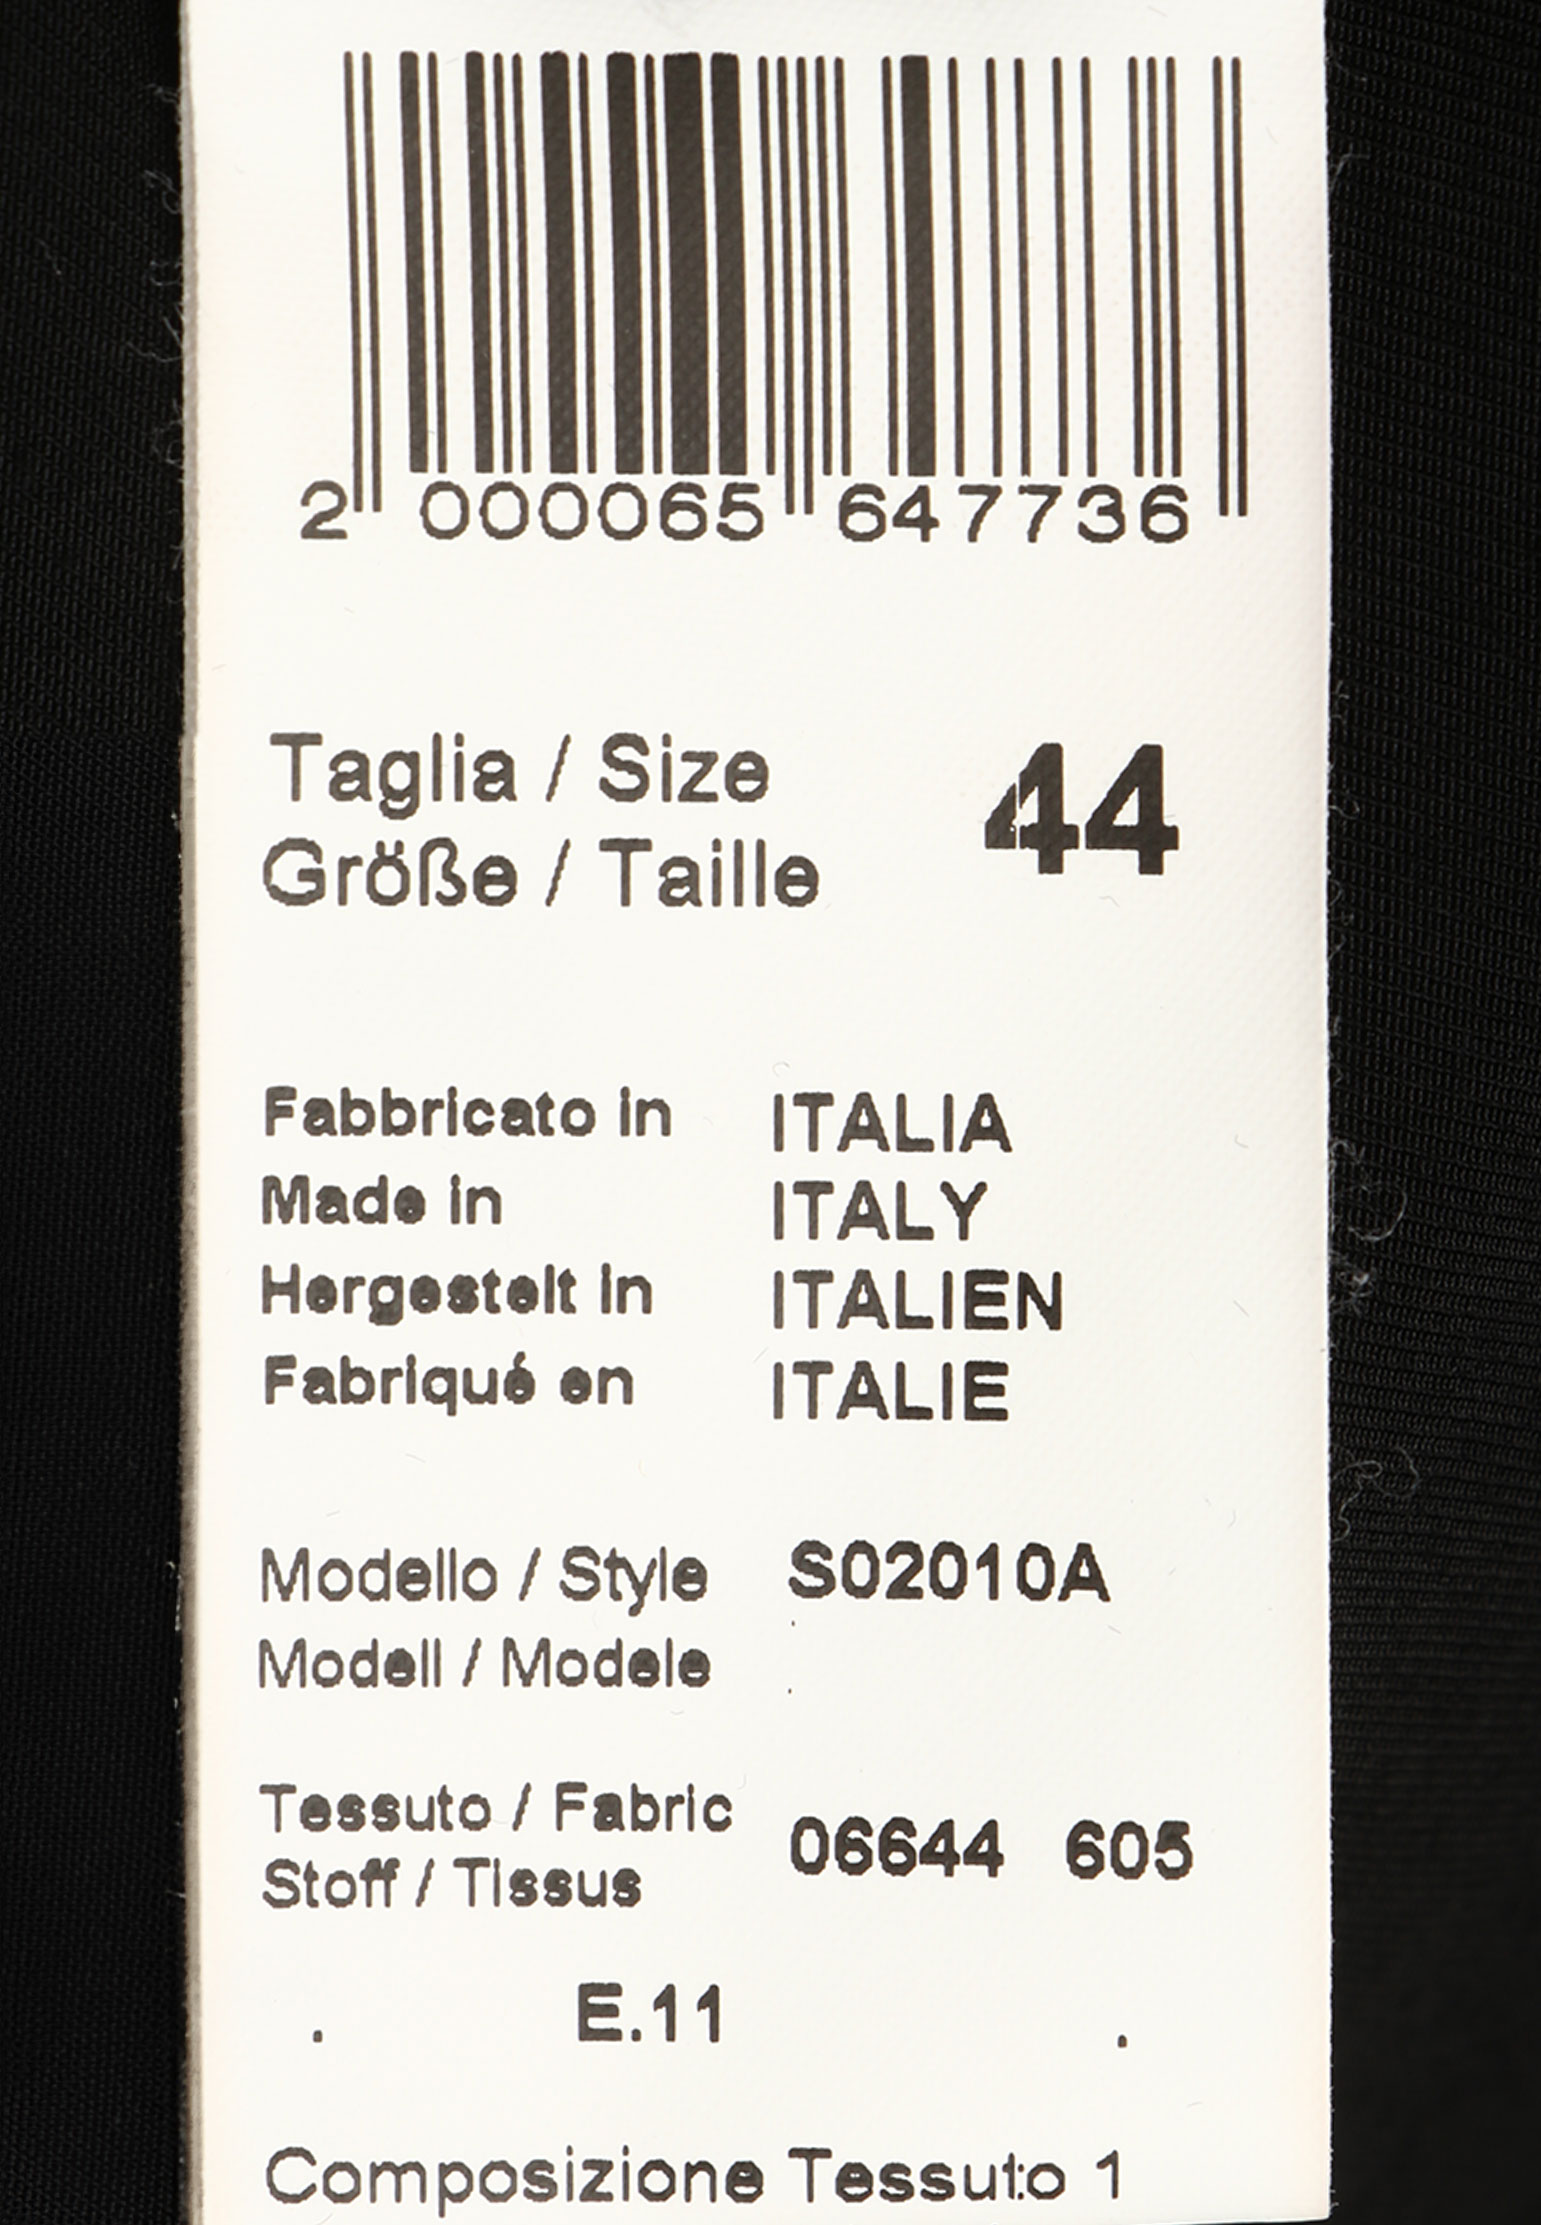 2 000065 647736
Taglia / Size 44
Größe / Taille
Fabbricato in ITALIA
Made in ITALY
Hergestelt in ITALIEN
Fabriqué en ITALIE
Modello / Style S02010A
Modell / Modele
Tessuto / Fabric 06644 605
Stoff / Tissus
. E.11 .
Composizione Tessuto 1